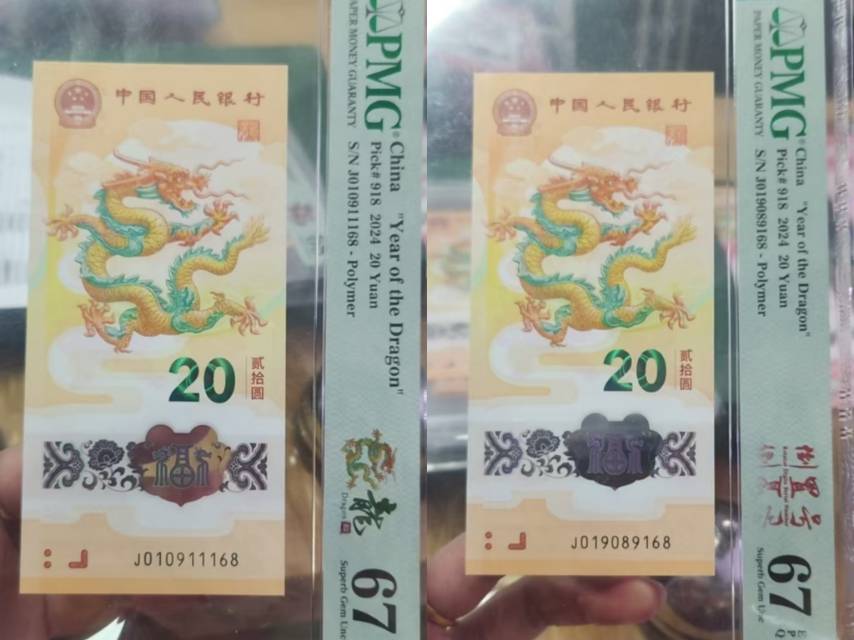 中国人民银行
20
贰拾圆
福
J010911168
PMG
PAPER MONEY GUARANTY
China "Year of the Dragon"
Pick# 918 2024 20 Yuan
S/N J010911168 - Polymer
Dragon
龍
67
Superb Gem Unc
中国人民银行
20
贰拾圆
福
J019089168
PMG
PAPER MONEY GUARANTY
China "Year of the Dragon"
Pick# 918 2024 20 Yuan
S/N J019089168 - Polymer
67 EPQ
Superb Gem Unc